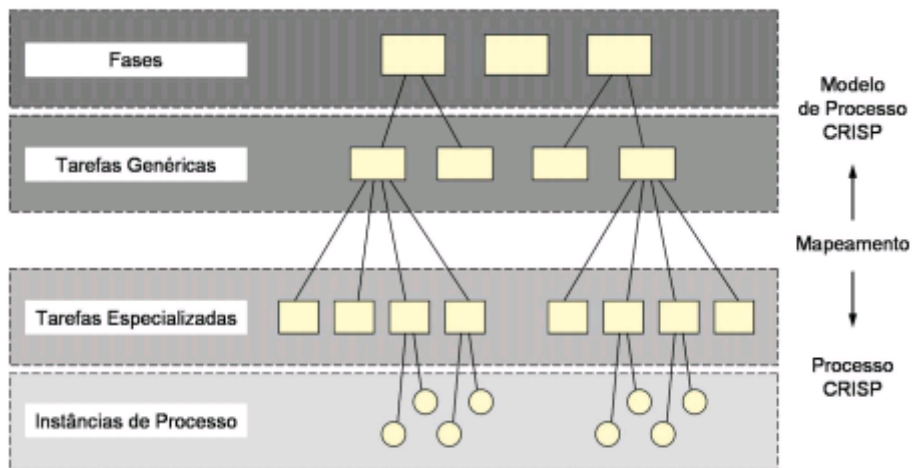 Fases
Tarefas Genéricas
Tarefas Especializadas
Instâncias de Processo
Modelo
de Processo
CRISP
Mapeamento
Processo
CRISP